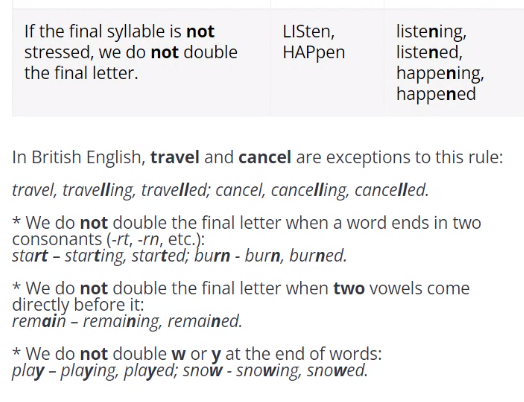 If the final syllable is not
stressed, we do not double
the final letter.
LISten,
HAPpen
listening,
listened,
happening,
happened
In British English, travel and cancel are exceptions to this rule:
travel, travelling, travelled; cancel, cancelling, cancelled.
* We do not double the final letter when a word ends in two
consonants (-rt, -rn, etc.):
start – starting, started; burn - burn, burned.
* We do not double the final letter when two vowels come
directly before it:
remain – remaining, remained.
* We do not double w or y at the end of words:
play – playing, played; snow - snowing, snowed.